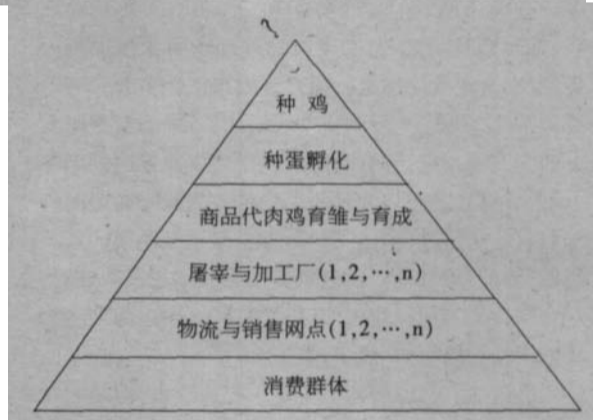 种 鸡
种蛋孵化
商品代肉鸡育雏与育成
屠宰与加工厂(1,2,…,n)
物流与销售网点(1,2,…,n)
消费群体